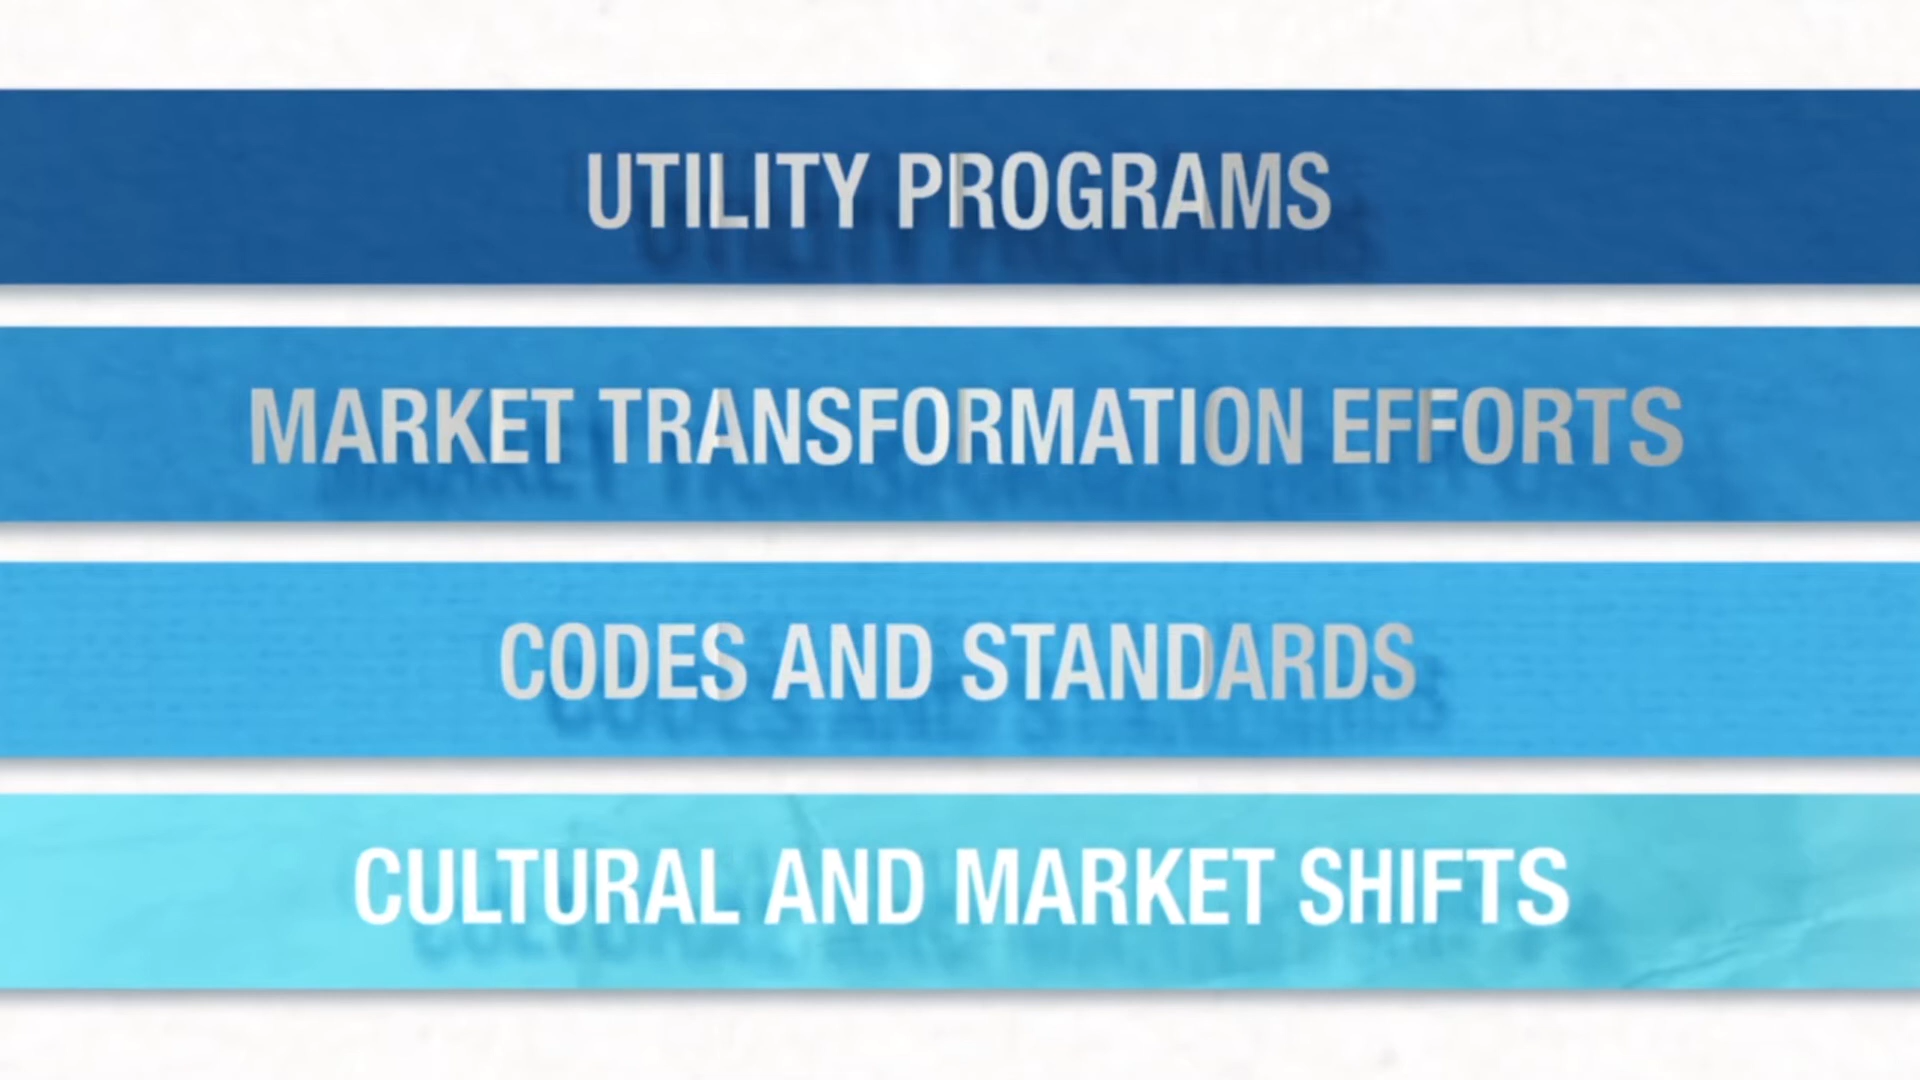 UTILITY PROGRAMS
MARKET TRANSFORMATION EFFORTS
CODES AND STANDARDS
CULTURAL AND MARKET SHIFTS